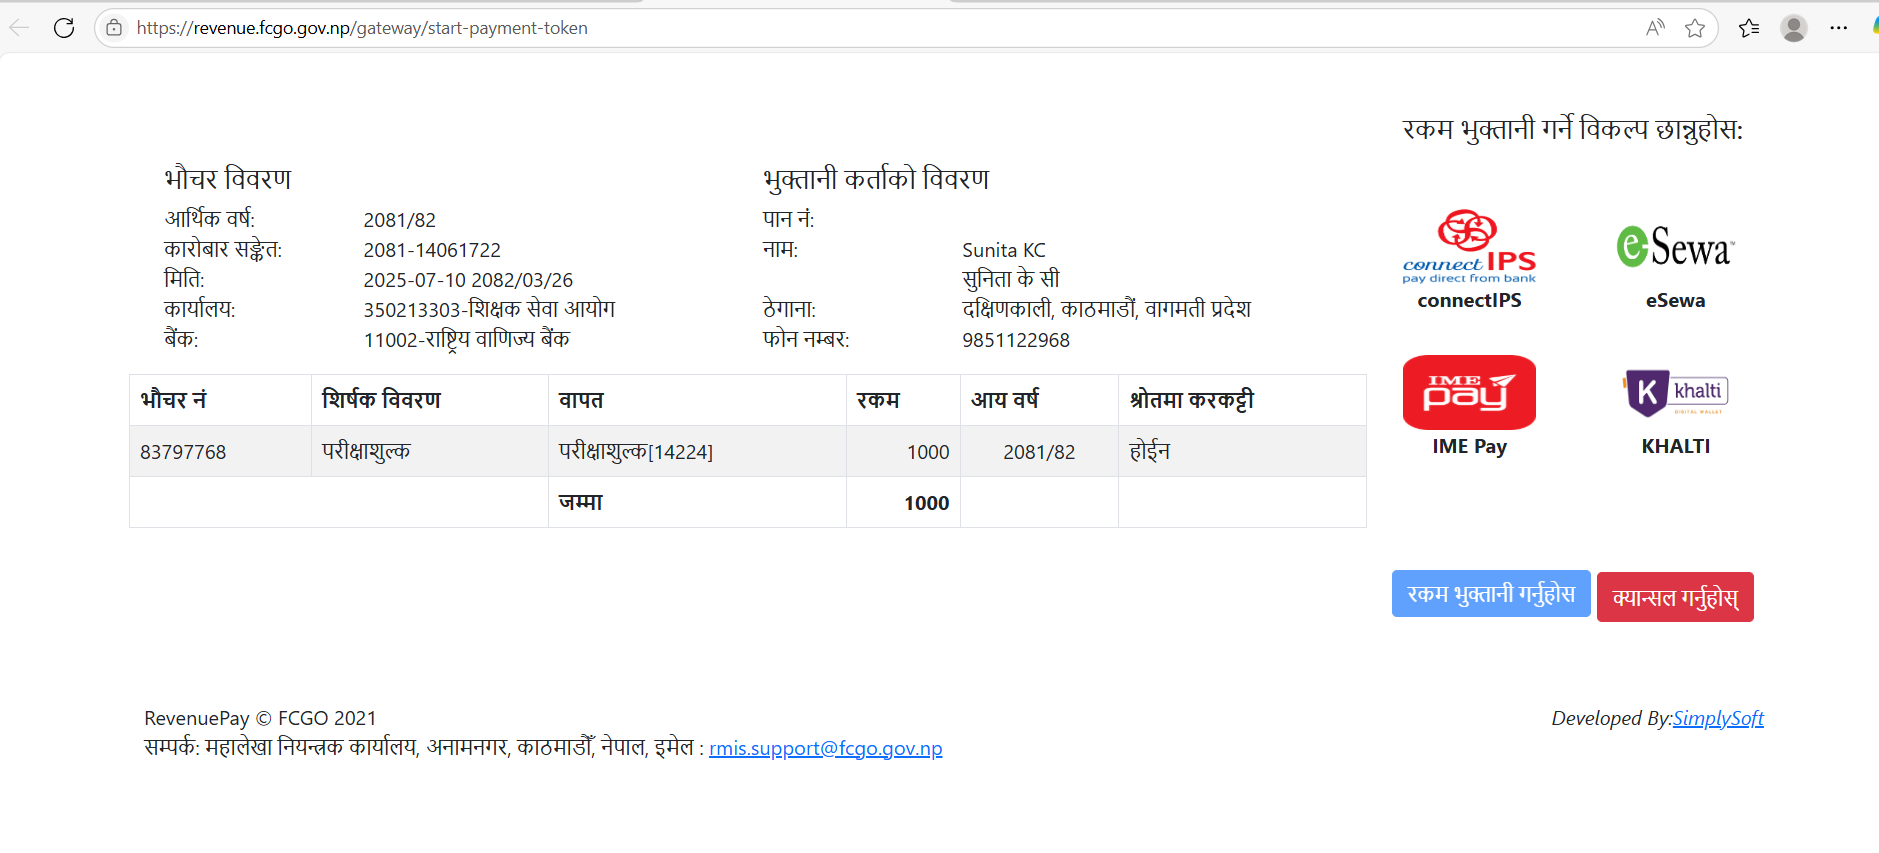 https://revenue.fcgo.gov.np/gateway/start-payment-token
रकम भुक्तानी गर्ने विकल्प छान्नुहोस:
भौचर विवरण
आर्थिक वर्ष: 2081/82
कारोबार सङ्केत: 2081-14061722
मिति: 2025-07-10 2082/03/26
कार्यालय: 350213303-शिक्षक सेवा आयोग
बैंक: 11002-राष्ट्रिय वाणिज्य बैंक
भुक्तानी कर्ताको विवरण
पान नं:
नाम: Sunita KC
सुनिता के सी
ठेगाना: दक्षिणकाली, काठमाडौं, वागमती प्रदेश
फोन नम्बर: 9851122968
connect IPS
pay direct from bank
connectIPS
e-Sewa
eSewa
IME
pay
IME Pay
K khalti
DIGITAL WALLET
KHALTI
भौचर नं शिर्षक विवरण वापत रकम आय वर्ष श्रोतमा करकट्टी
83797768 परीक्षाशुल्क परीक्षाशुल्क[14224] 1000 2081/82 होईन
जम्मा 1000
रकम भुक्तानी गर्नुहोस क्यान्सल गर्नुहोस्
RevenuePay © FCGO 2021
Developed By:SimplySoft
सम्पर्क: महालेखा नियन्त्रक कार्यालय, अनामनगर, काठमाडौँ, नेपाल, इमेल : rmis.support@fcgo.gov.np